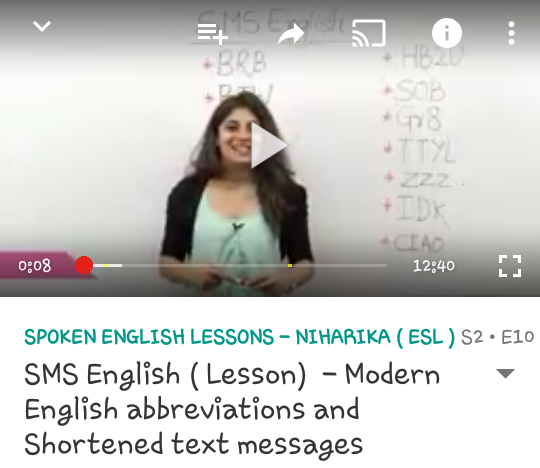 SMS English
+ BRB
+ HB2U
+ BTW
+ SOB
+ Gr8
+ TTYL
+ ZZZ..
+ IDK
+ CIAO
0:08
12:40
SPOKEN ENGLISH LESSONS – NIHARIKA ( ESL ) S2 • E10
SMS English ( Lesson) – Modern
English abbreviations and
Shortened text messages